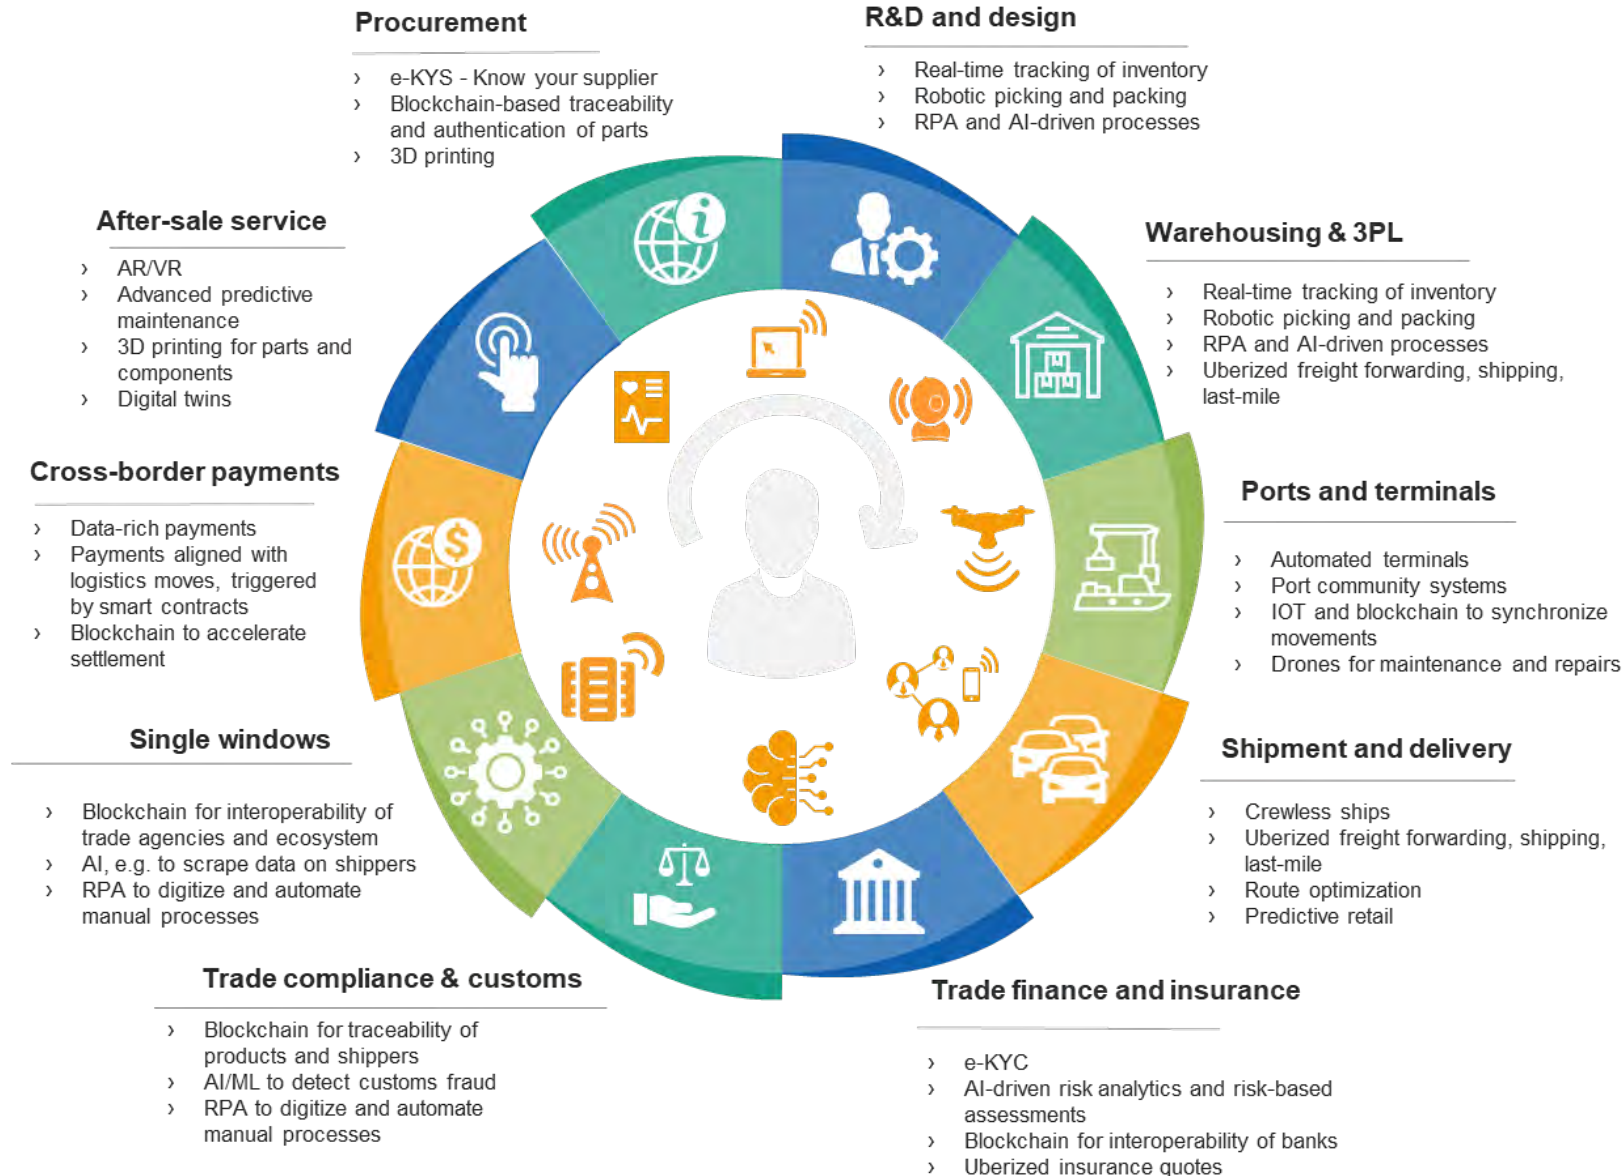 Procurement
› e-KYS - Know your supplier
› Blockchain-based traceability
and authentication of parts
› 3D printing
R&D and design
› Real-time tracking of inventory
› Robotic picking and packing
› RPA and AI-driven processes
After-sale service
› AR/VR
› Advanced predictive
maintenance
› 3D printing for parts and
components
› Digital twins
Warehousing & 3PL
› Real-time tracking of inventory
› Robotic picking and packing
› RPA and AI-driven processes
› Uberized freight forwarding, shipping,
last-mile
Cross-border payments
› Data-rich payments
› Payments aligned with
logistics moves, triggered
by smart contracts
› Blockchain to accelerate
settlement
Ports and terminals
› Automated terminals
› Port community systems
› IOT and blockchain to synchronize
movements
› Drones for maintenance and repairs
Single windows
› Blockchain for interoperability of
trade agencies and ecosystem
› AI, e.g. to scrape data on shippers
› RPA to digitize and automate
manual processes
Shipment and delivery
› Crewless ships
› Uberized freight forwarding, shipping,
last-mile
› Route optimization
› Predictive retail
Trade compliance & customs
› Blockchain for traceability of
products and shippers
› AI/ML to detect customs fraud
› RPA to digitize and automate
manual processes
Trade finance and insurance
› e-KYC
› AI-driven risk analytics and risk-based
assessments
› Blockchain for interoperability of banks
› Uberized insurance quotes
i
$